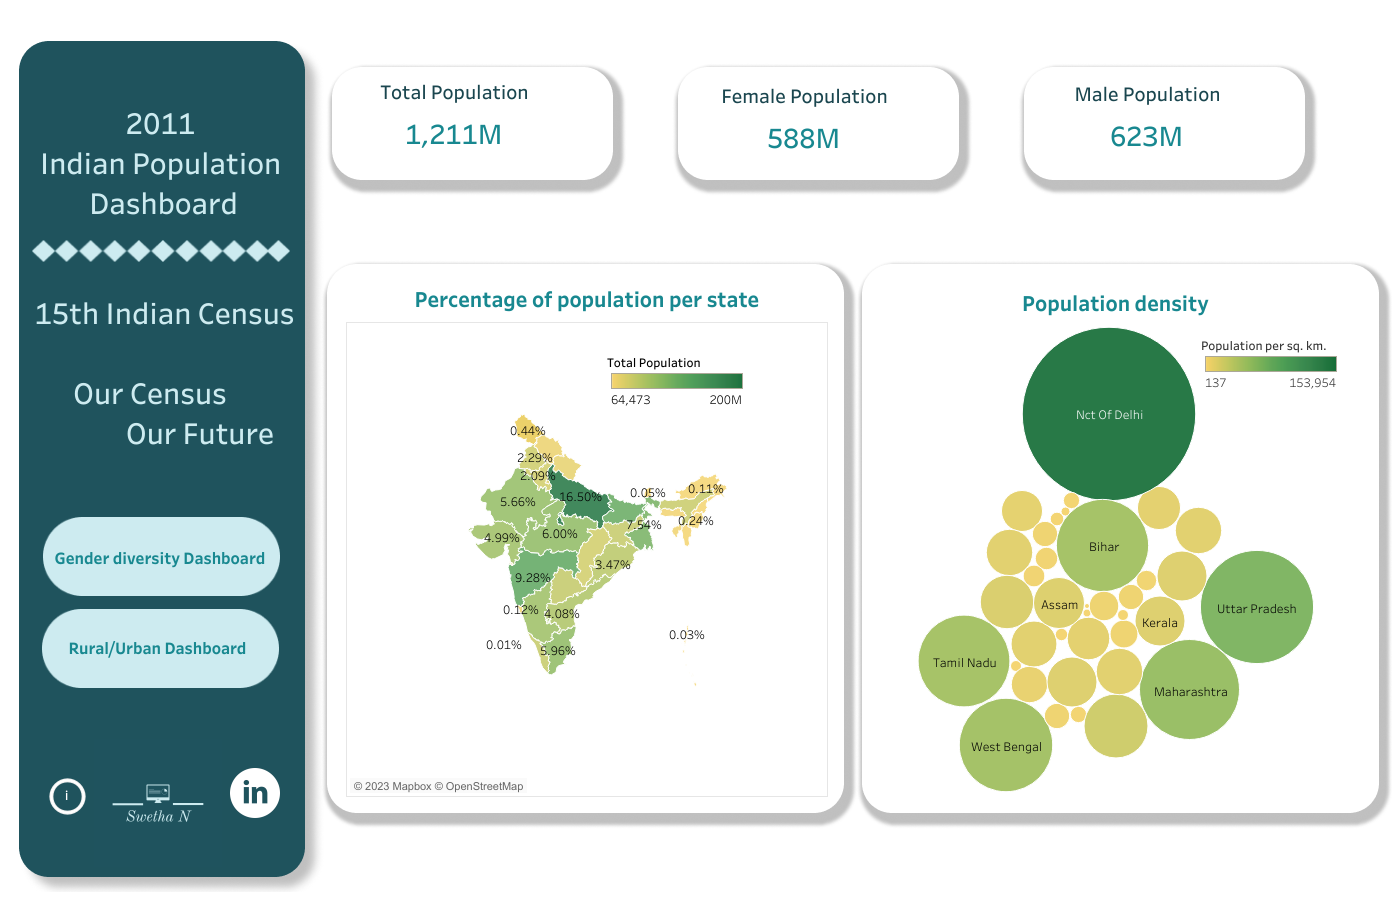 2011
Indian Population
Dashboard
15th Indian Census
Our Census
Our Future
Gender diversity Dashboard
Rural/Urban Dashboard
i
Swetha N
in
Total Population
1,211M
Female Population
588M
Male Population
623M
Percentage of population per state
Total Population
64,473 200M
0.44%
2.29%
2.09%
16.50%
0.05%
0.11%
5.66%
7.54%
0.24%
4.99%
6.00%
3.47%
9.28%
0.12%
4.08%
0.01%
5.96%
0.03%
© 2023 Mapbox © OpenStreetMap
Population density
Population per sq. km.
137 153,954
Nct Of Delhi
Bihar
Assam
Kerala
Uttar Pradesh
Tamil Nadu
Maharashtra
West Bengal